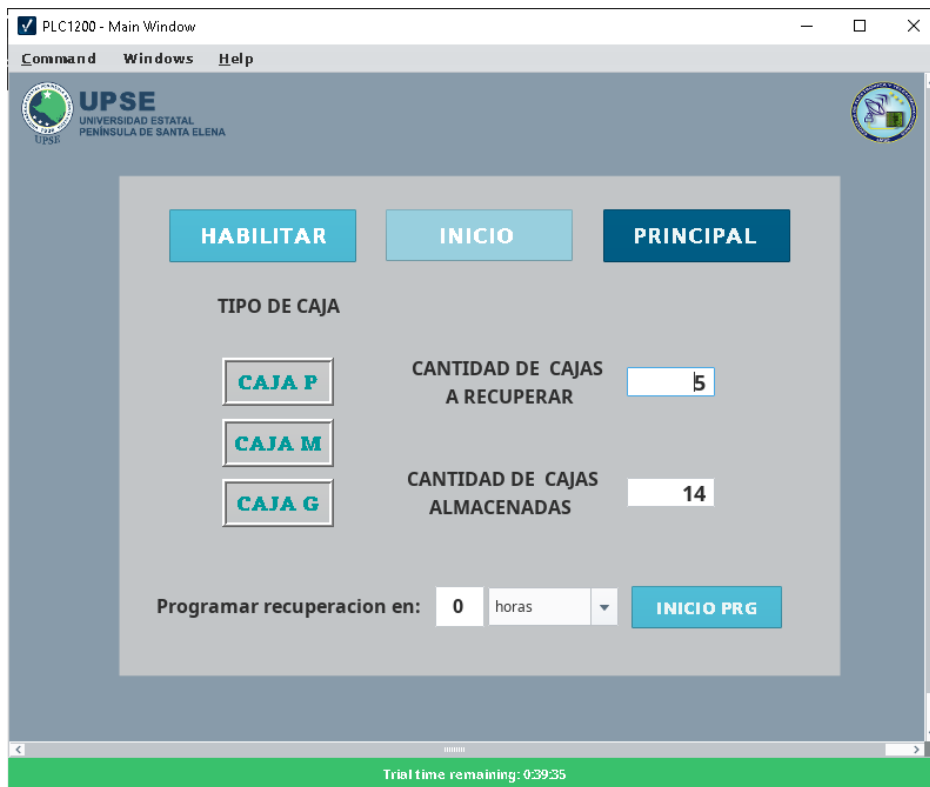 PLC1200 - Main Window
Command Windows Help
UPSE
UNIVERSIDAD ESTATAL
PENÍNSULA DE SANTA ELENA
UPSE
HABILITAR INICIO PRINCIPAL
TIPO DE CAJA
CAJA P
CAJA M
CAJA G
CANTIDAD DE CAJAS
A RECUPERAR
5
CANTIDAD DE CAJAS
ALMACENADAS
14
Programar recuperacion en: 0 horas INICIO PRG
Trial time remaining: 0:39:35